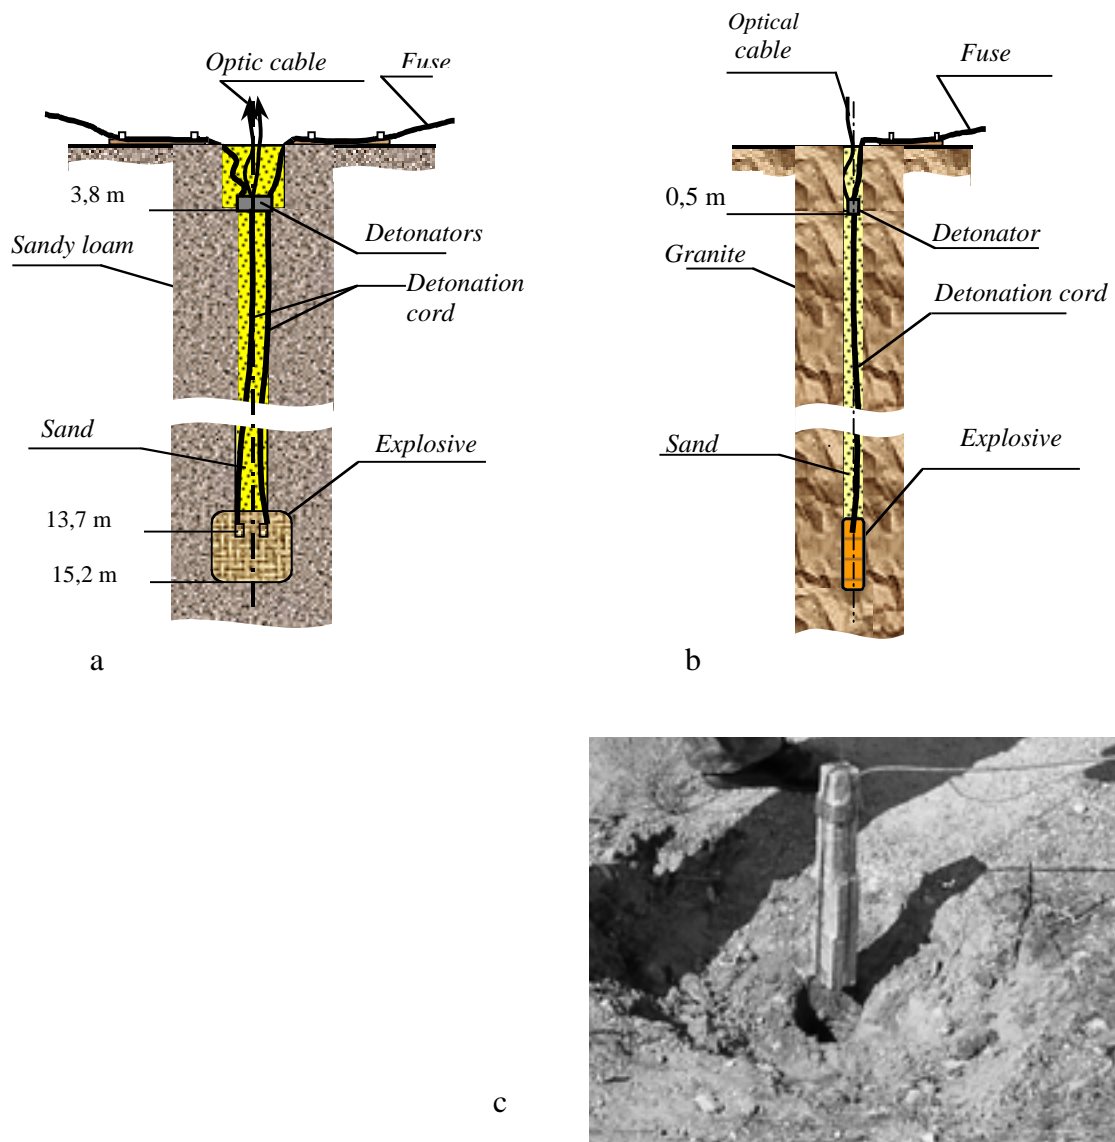 Optic cable
Fuse
3,8 m
Detonators
Sandy loam
Detonation
cord
Sand
Explosive
13,7 m
15,2 m
a
Optical
cable
Fuse
0,5 m
Detonator
Granite
Detonation cord
Explosive
Sand
b
c